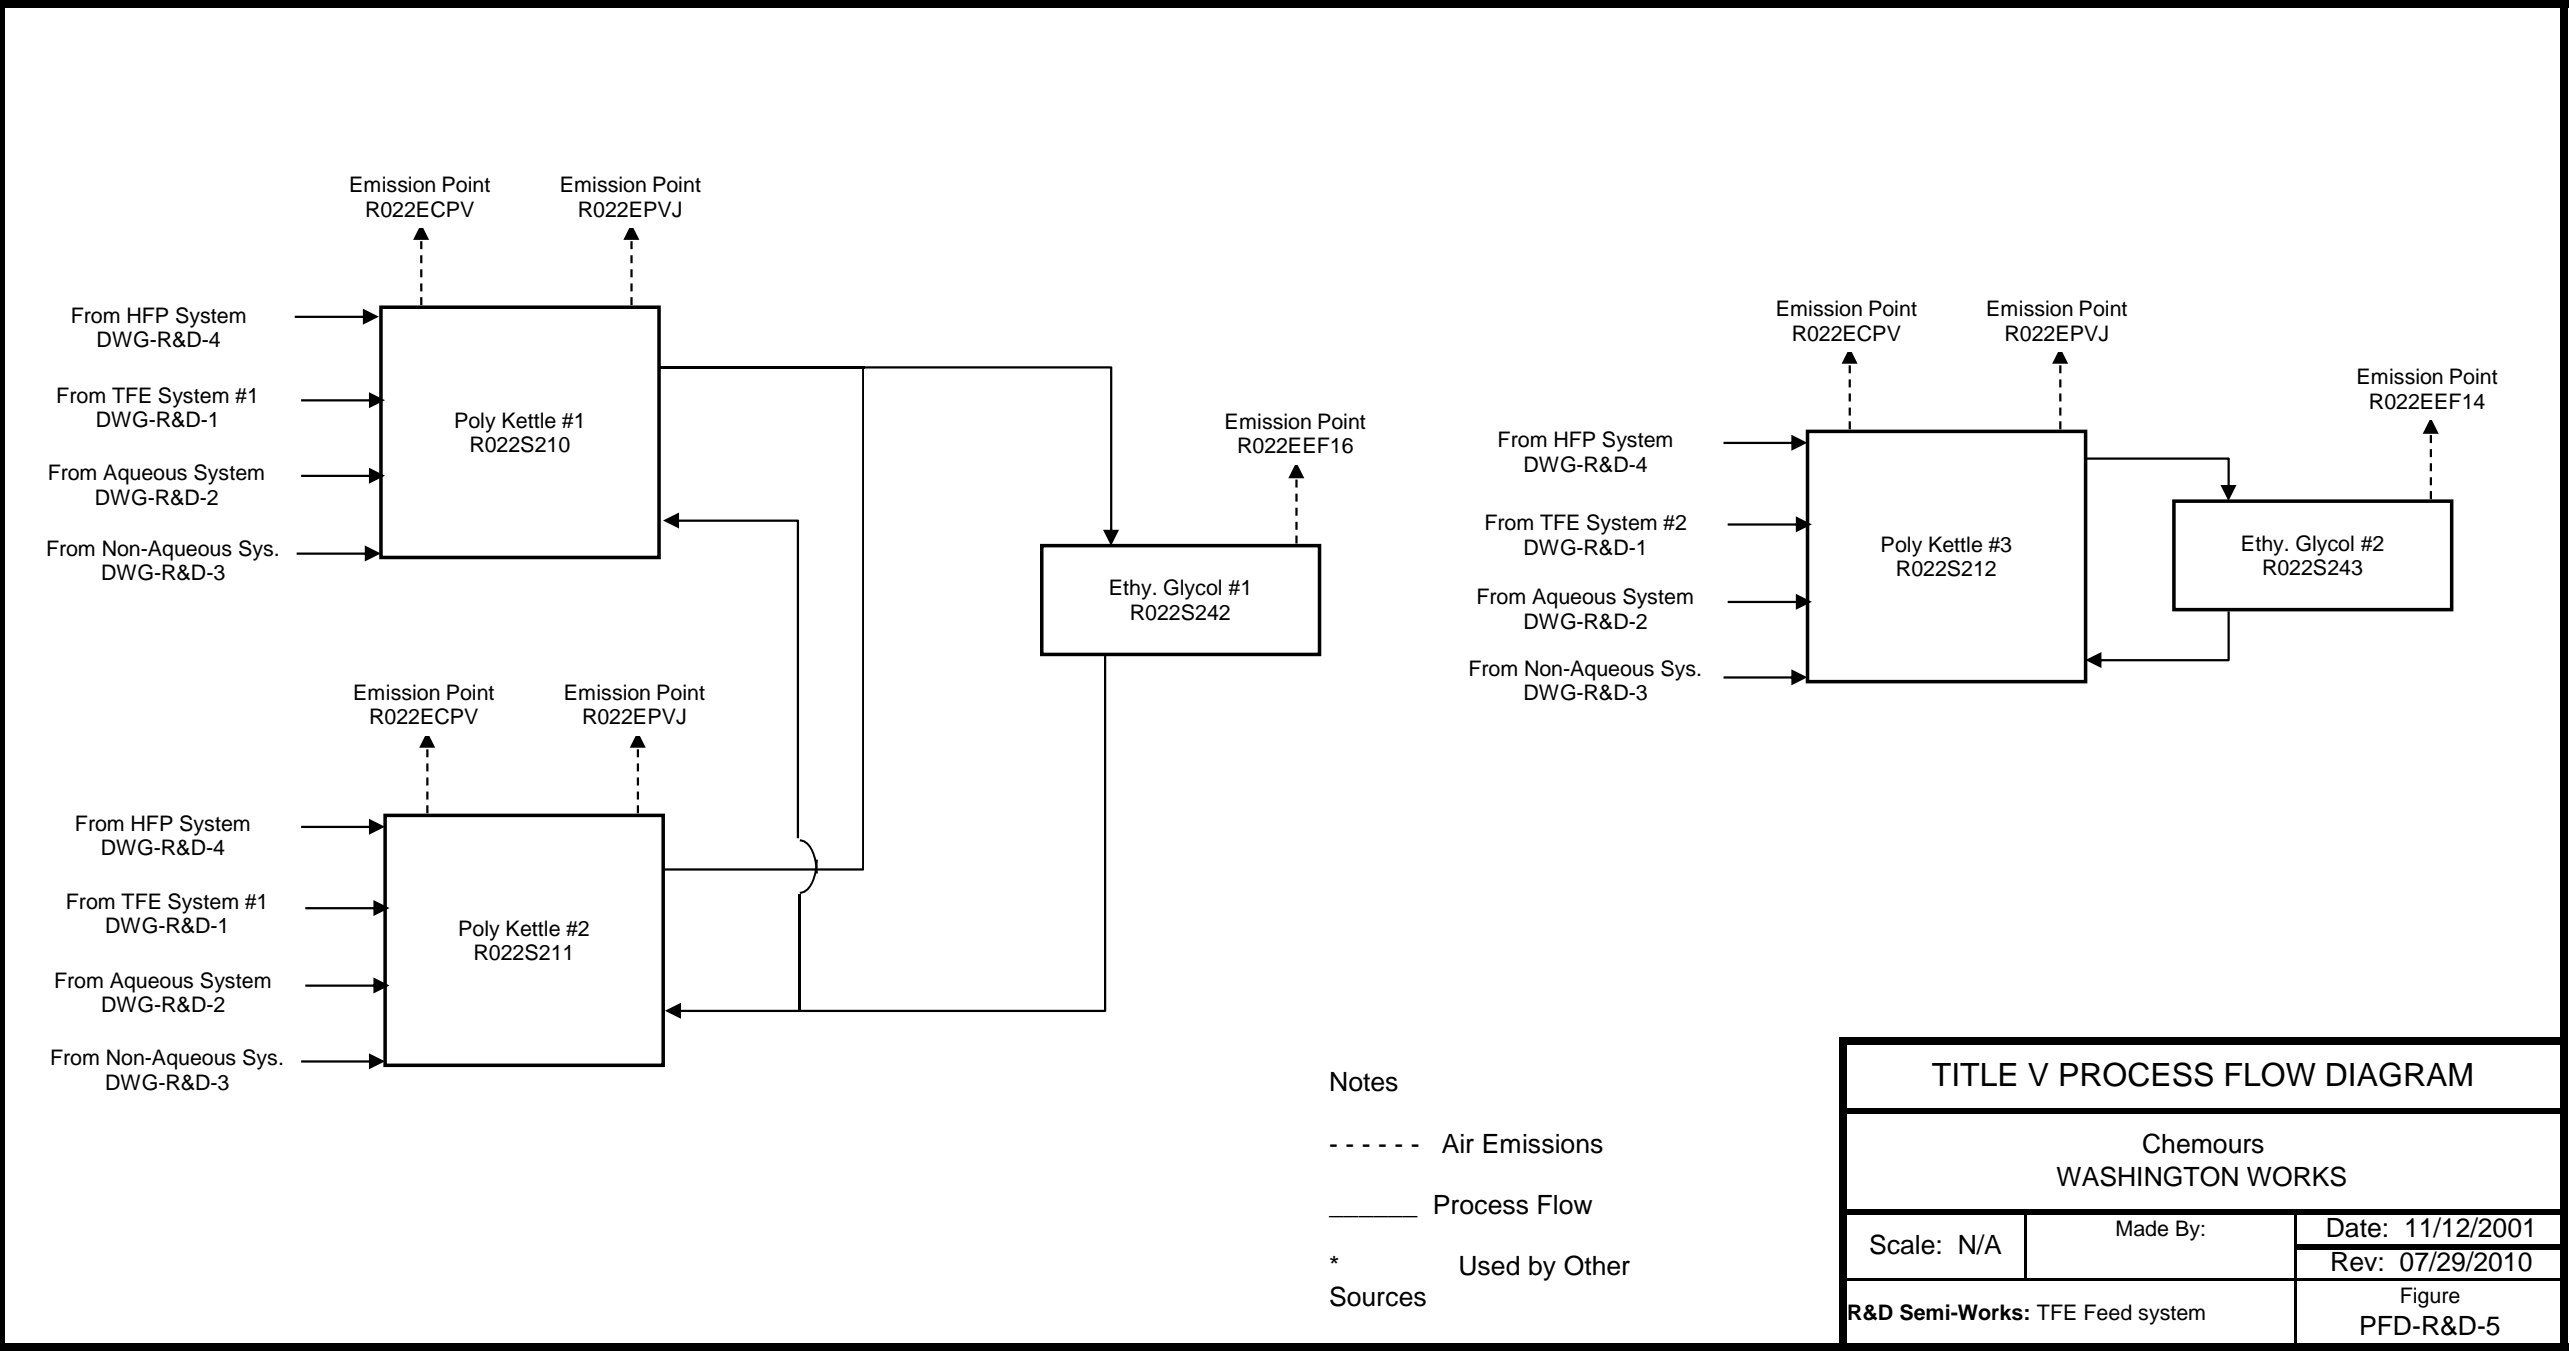 Emission Point
R022ECPV
Emission Point
R022EPVJ
From HFP System
DWG-R&D-4
From TFE System #1
DWG-R&D-1
From Aqueous System
DWG-R&D-2
From Non-Aqueous Sys.
DWG-R&D-3
Poly Kettle #1
R022S210
Emission Point
R022EEF16
Ethy. Glycol #1
R022S242
Emission Point
R022ECPV
Emission Point
R022EPVJ
From HFP System
DWG-R&D-4
From TFE System #1
DWG-R&D-1
From Aqueous System
DWG-R&D-2
From Non-Aqueous Sys.
DWG-R&D-3
Poly Kettle #2
R022S211
Emission Point
R022ECPV
Emission Point
R022EPVJ
Emission Point
R022EEF14
From HFP System
DWG-R&D-4
From TFE System #2
DWG-R&D-1
From Aqueous System
DWG-R&D-2
From Non-Aqueous Sys.
DWG-R&D-3
Poly Kettle #3
R022S212
Ethy. Glycol #2
R022S243
Notes
- - - - - - Air Emissions
______ Process Flow
* Used by Other
Sources
TITLE V PROCESS FLOW DIAGRAM
Chemours
WASHINGTON WORKS
Scale: N/A
Made By:
Date: 11/12/2001
Rev: 07/29/2010
R&D Semi-Works: TFE Feed system
Figure
PFD-R&D-5